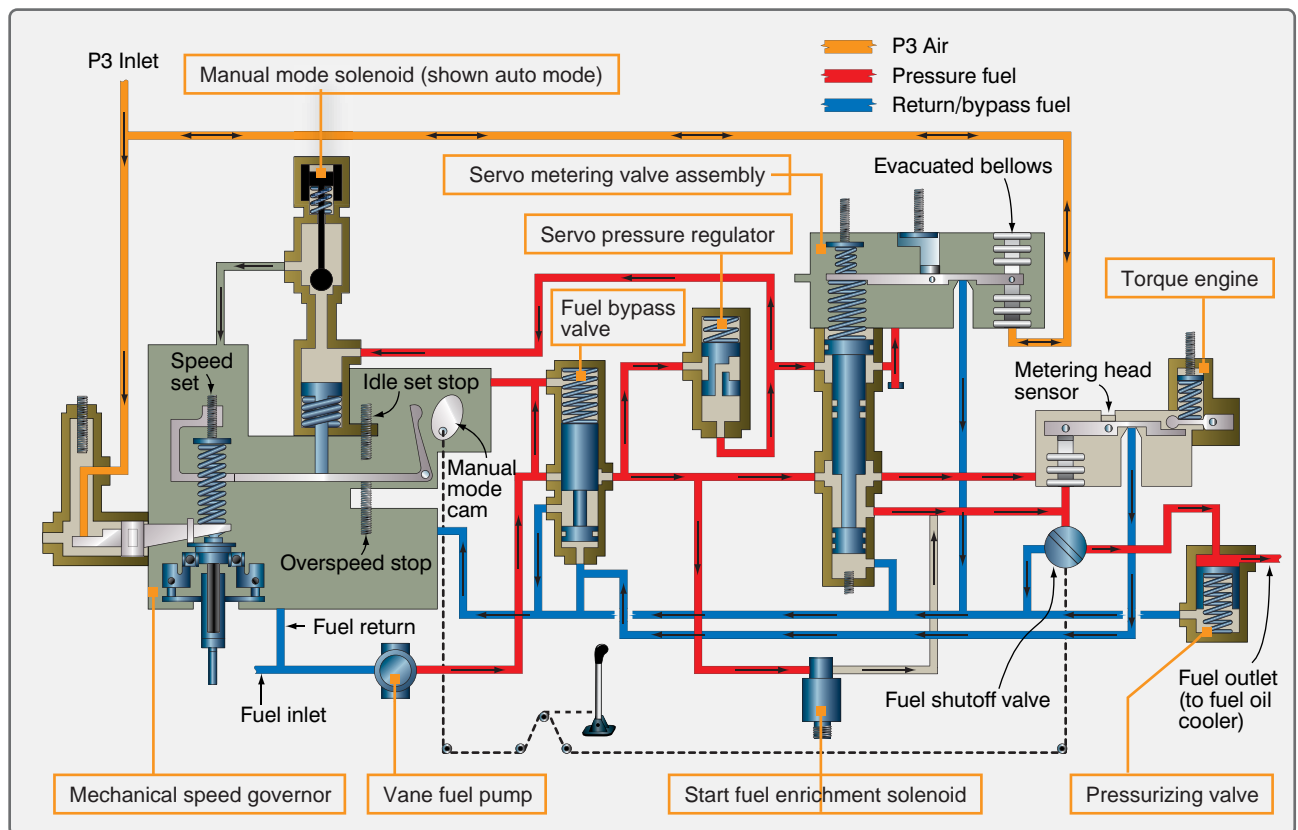 P3 Air
Pressure fuel
Return/bypass fuel
P3 Inlet
Manual mode solenoid (shown auto mode)
Servo metering valve assembly
Evacuated bellows
Servo pressure regulator
Torque engine
Fuel bypass
valve
Speed
set
Idle set stop
Metering head
sensor
Manual
mode
cam
Overspeed stop
Fuel return
Fuel inlet
Fuel shutoff valve
Fuel outlet
(to fuel oil
cooler)
Mechanical speed governor
Vane fuel pump
Start fuel enrichment solenoid
Pressurizing valve